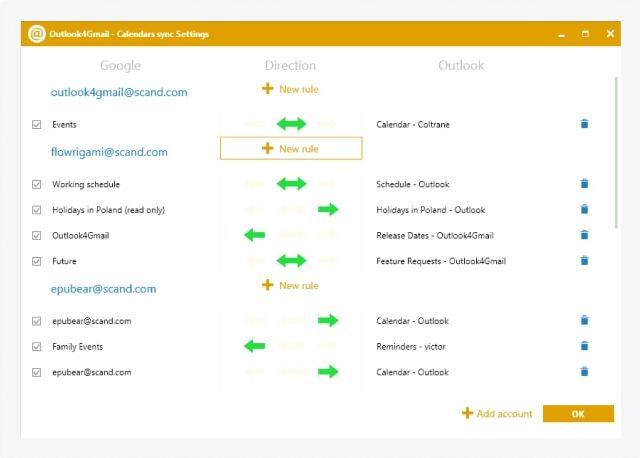 @ Outlook4Gmail - Calendars sync Settings
Google Direction Outlook
outlook4gmail@scand.com + New rule
Events Calendar - Coltrane
flowrigami@scand.com + New rule
Working schedule Schedule - Outlook
Holidays in Poland (read only) Holidays in Poland - Outlook
Outlook4Gmail Release Dates - Outlook4Gmail
Future Feature Requests - Outlook4Gmail
epubear@scand.com + New rule
epubear@scand.com Calendar - Outlook
Family Events Reminders - victor
epubear@scand.com Calendar - Outlook
+ Add account OK